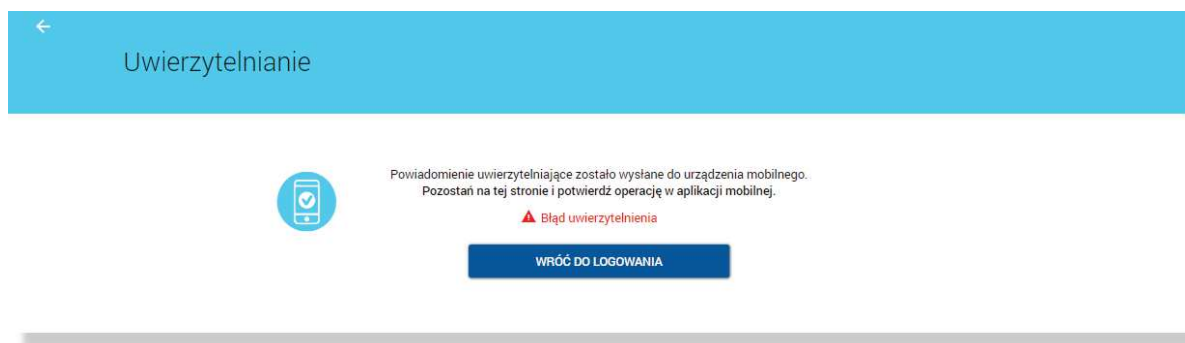 Uwierzytelnianie
Powiadomienie uwierzytelniające zostało wysłane do urządzenia mobilnego.
Pozostań na tej stronie i potwierdź operację w aplikacji mobilnej.
Błąd uwierzytelnienia
WRÓĆ DO LOGOWANIA